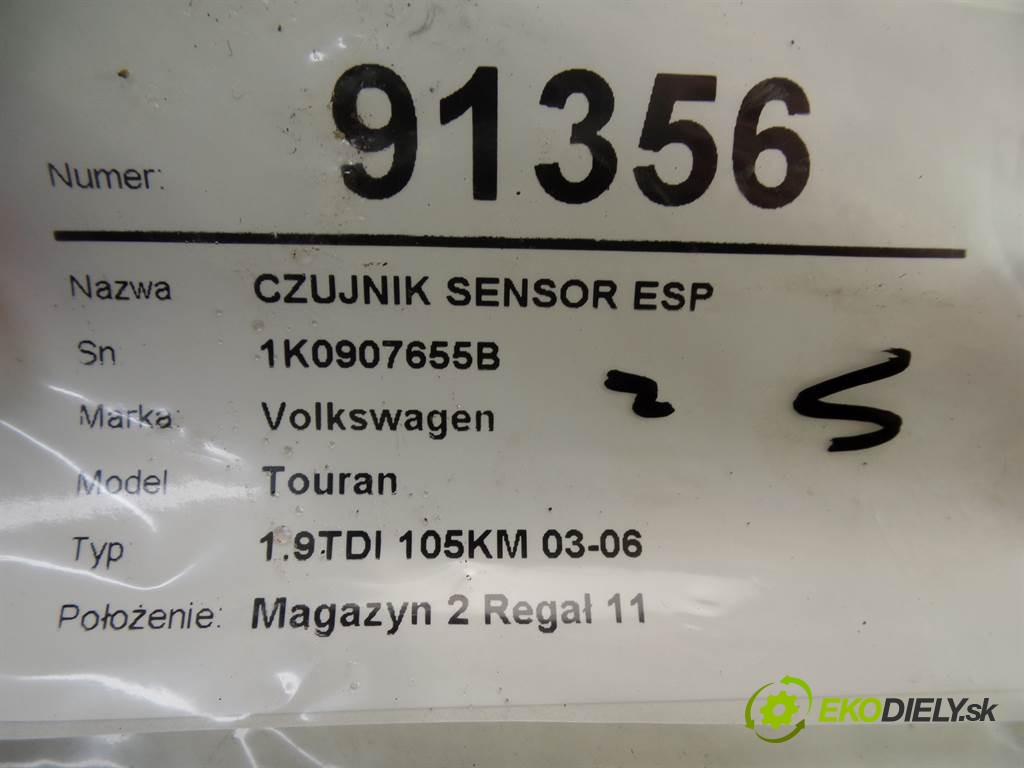 Numer: 91356
Nazwa CZUJNIK SENSOR ESP
Sn 1K0907655B
Marka: Volkswagen
Model Touran
Typ 1.9TDI 105KM 03-06
Położenie: Magazyn 2 Regał 11
2 S
EKODIELY.sk